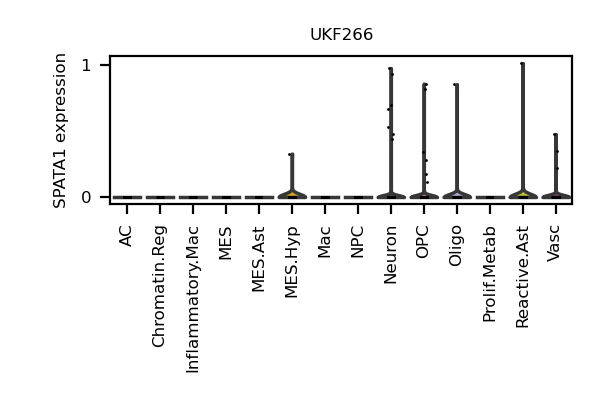 UKF266
SPATA1 expression
1
0
AC
Chromatin.Reg
Inflammatory.Mac
MES
MES.Ast
MES.Hyp
Mac
NPC
Neuron
OPC
Oligo
Prolif.Metab
Reactive.Ast
Vasc